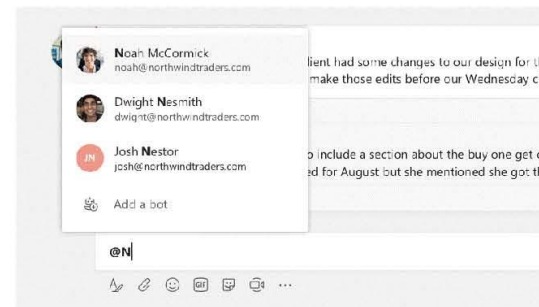 Noah McCormick
noah@northwindtraders.com
Dwight Nesmith
dwight@northwindtraders.com
JN
Josh Nestor
josh@northwindtraders.com
Add a bot
lient had some changes to our design for t
make those edits before our Wednesday c
o include a section about the buy one get
ed for August but she mentioned she got t
@N
GIF